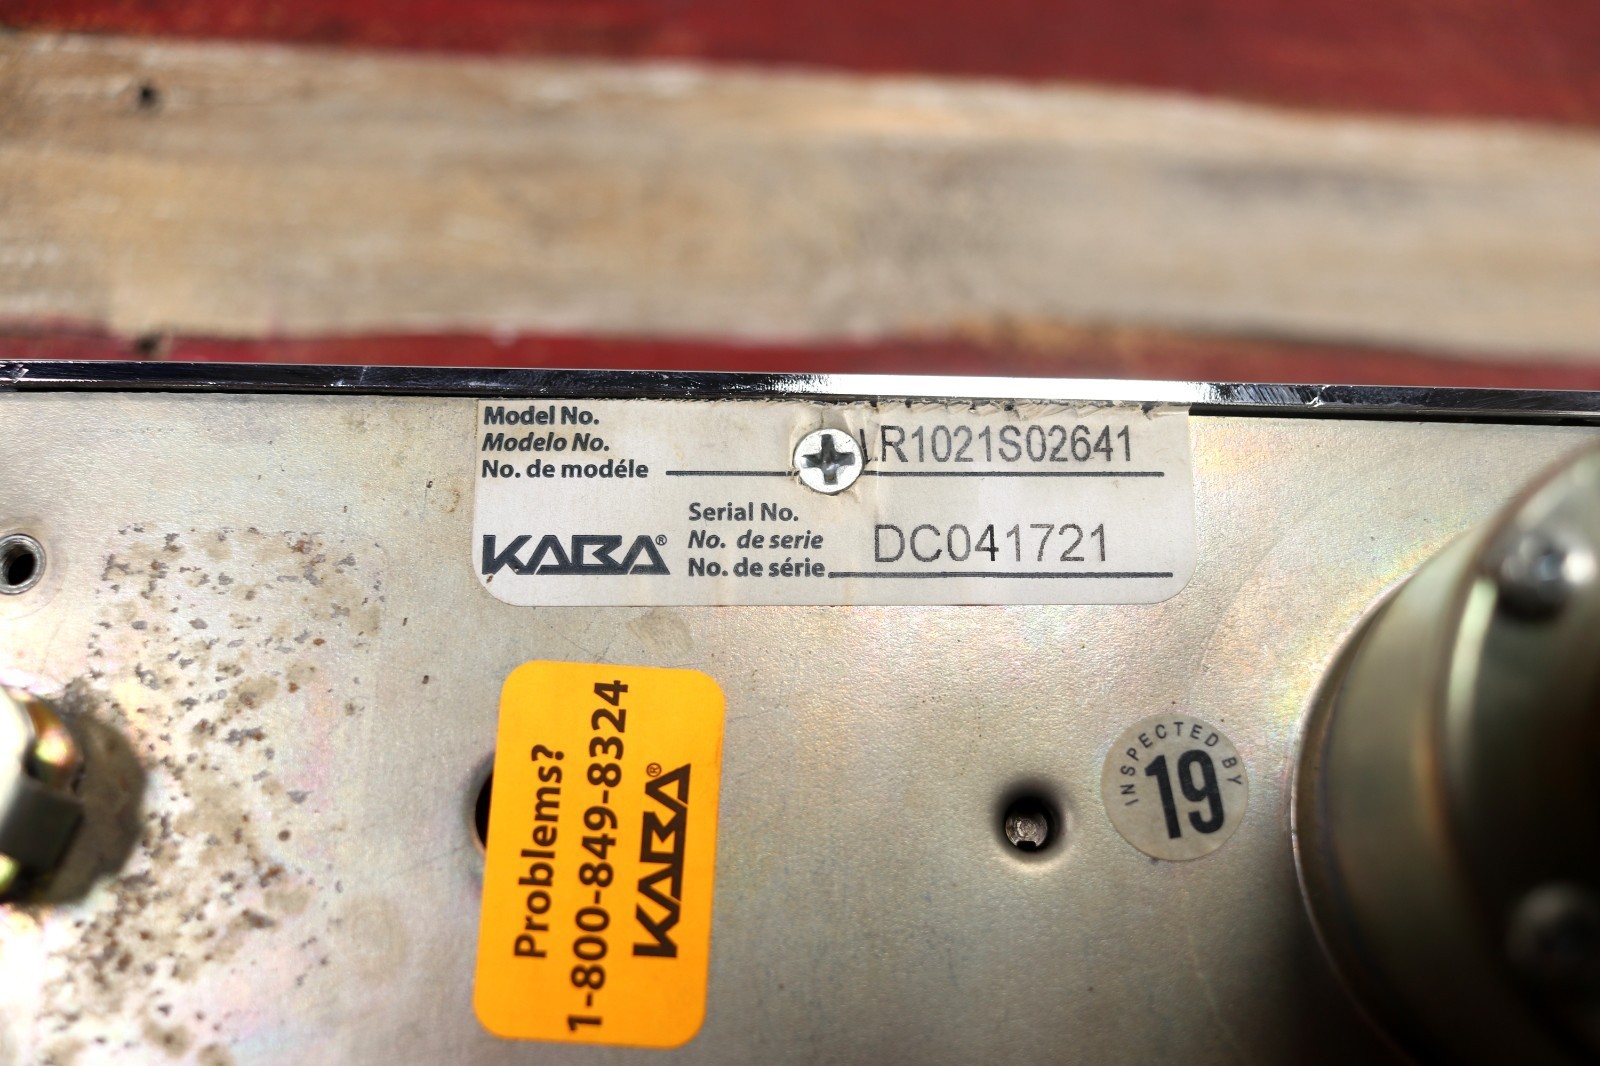 Model No.
Modelo No.
No. de modéle LR1021S02641
Serial No.
No. de serie
No. de série DC041721
KABA®
Problems?
1-800-849-8324
KABA®
INSPECTED BY
19